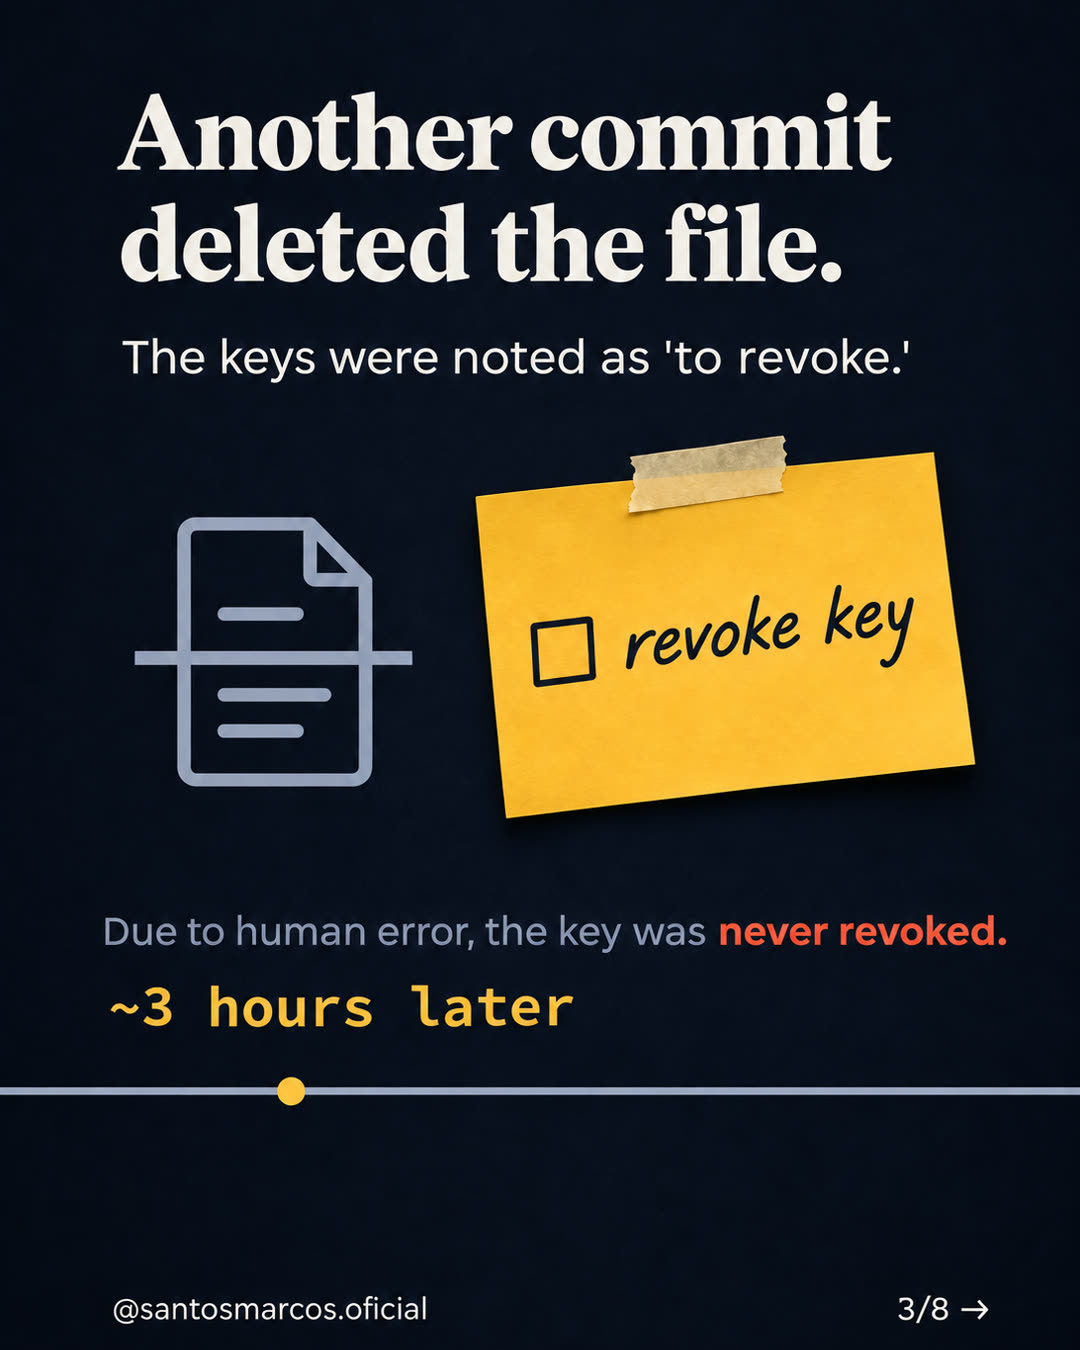 Another commit
deleted the file.
The keys were noted as 'to revoke.'
revoke key
Due to human error, the key was never revoked.
~3 hours later
@santosmarcos.oficial
3/8 →